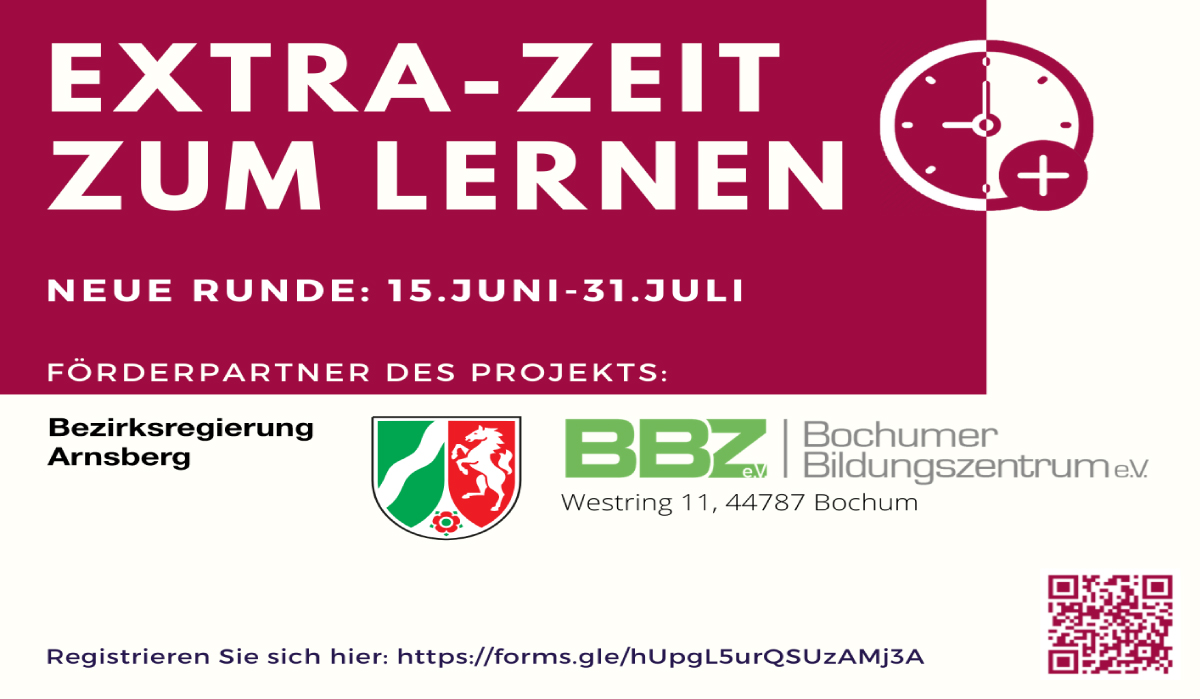 EXTRA-ZEIT
ZUM LERNEN
NEUE RUNDE: 15.JUNI-31.JULI
FÖRDERPARTNER DES PROJEKTS:
Bezirksregierung
Arnsberg
BBZ e.V.
Bochumer
Bildungszentrum e.V.
Westring 11, 44787 Bochum
Registrieren Sie sich hier: https://forms.gle/hUpgL5urQSUzAMj3A